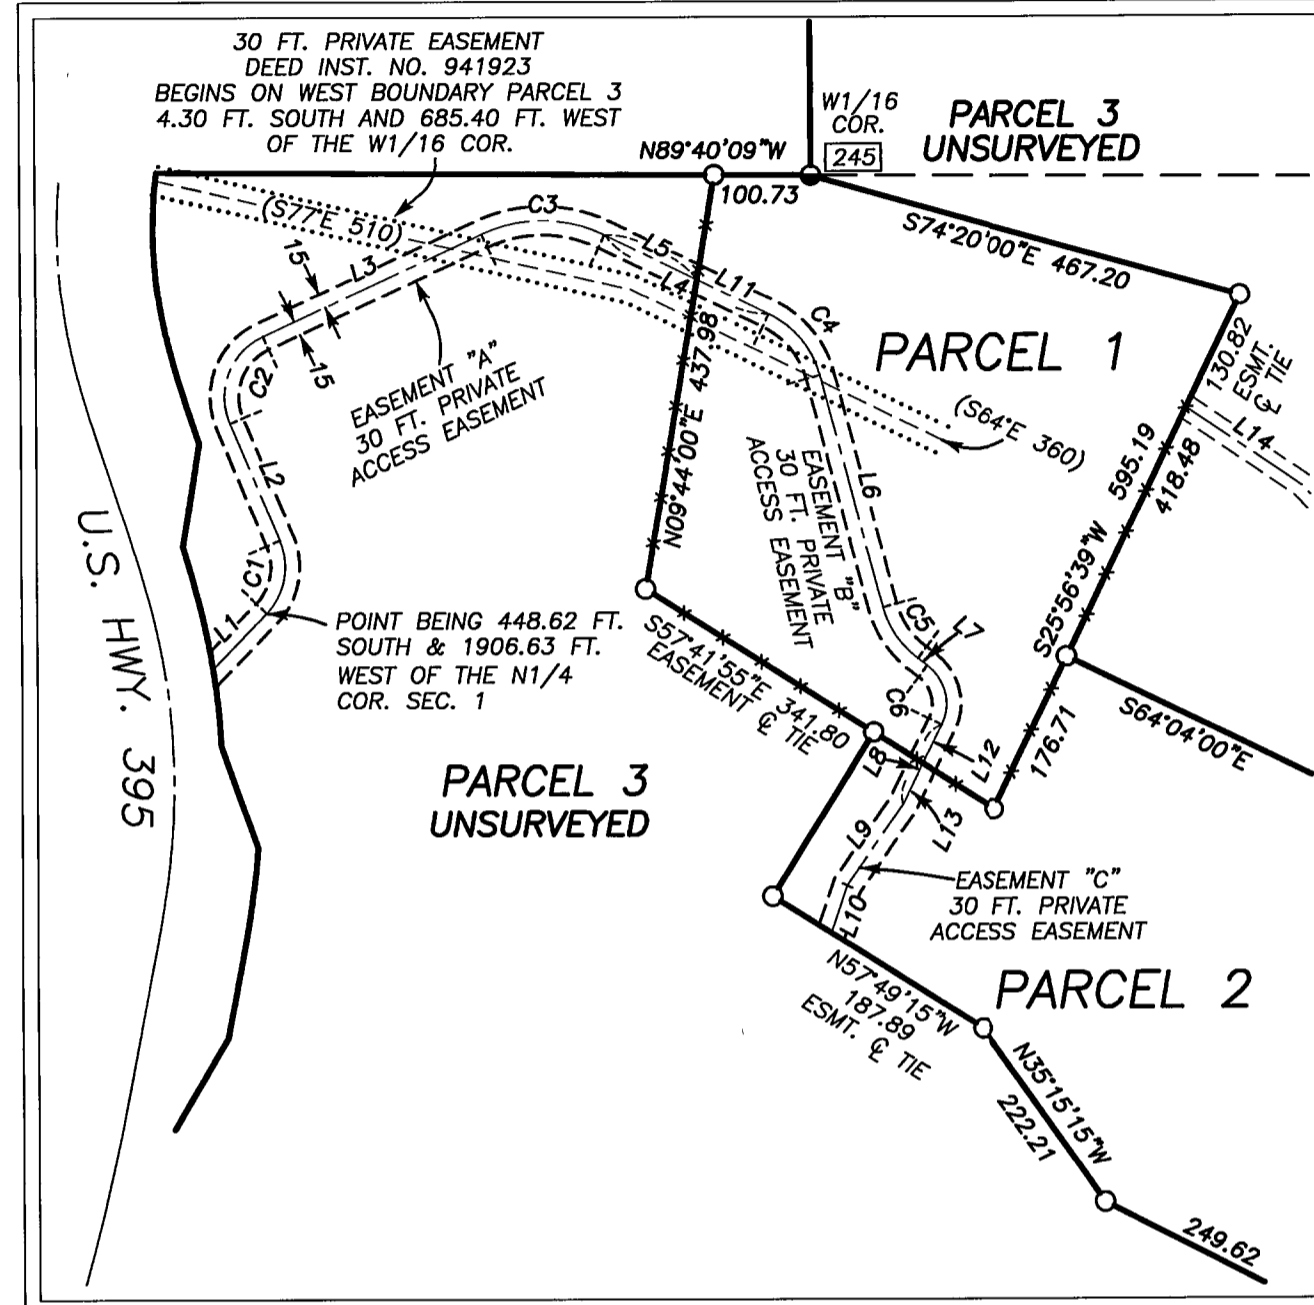 30 FT. PRIVATE EASEMENT
DEED INST. NO. 941923
BEGINS ON WEST BOUNDARY PARCEL 3
4.30 FT. SOUTH AND 685.40 FT. WEST
OF THE W1/16 COR.
W1/16
COR.
245
PARCEL 3
UNSURVEYED
N89°40'09"W
100.73
S74°20'00"E 467.20
(S77°E 510)
C3
L5
L4
L11
C4
15
L3
15
C2
EASEMENT "A"
30 FT. PRIVATE
ACCESS EASEMENT
N09°44'00"E 437.98
PARCEL 1
130.82
ESMT.
℄ TIE
L14
(S64°E 360)
595.19
418.48
S25°56'39"W
EASEMENT "B"
30 FT. PRIVATE
ACCESS EASEMENT
L6
L2
C1
L1
U.S. HWY. 395
POINT BEING 448.62 FT.
SOUTH & 1906.63 FT.
WEST OF THE N1/4
COR. SEC. 1
C5
L7
C6
S57°41'55"E 341.80
EASEMENT ℄ TIE
L8
L12
176.71
S64°04'00"E
PARCEL 3
UNSURVEYED
L9
L13
L10
EASEMENT "C"
30 FT. PRIVATE
ACCESS EASEMENT
N57°49'15"W
187.89
ESMT. ℄ TIE
PARCEL 2
N35°15'15"W
222.21
249.62